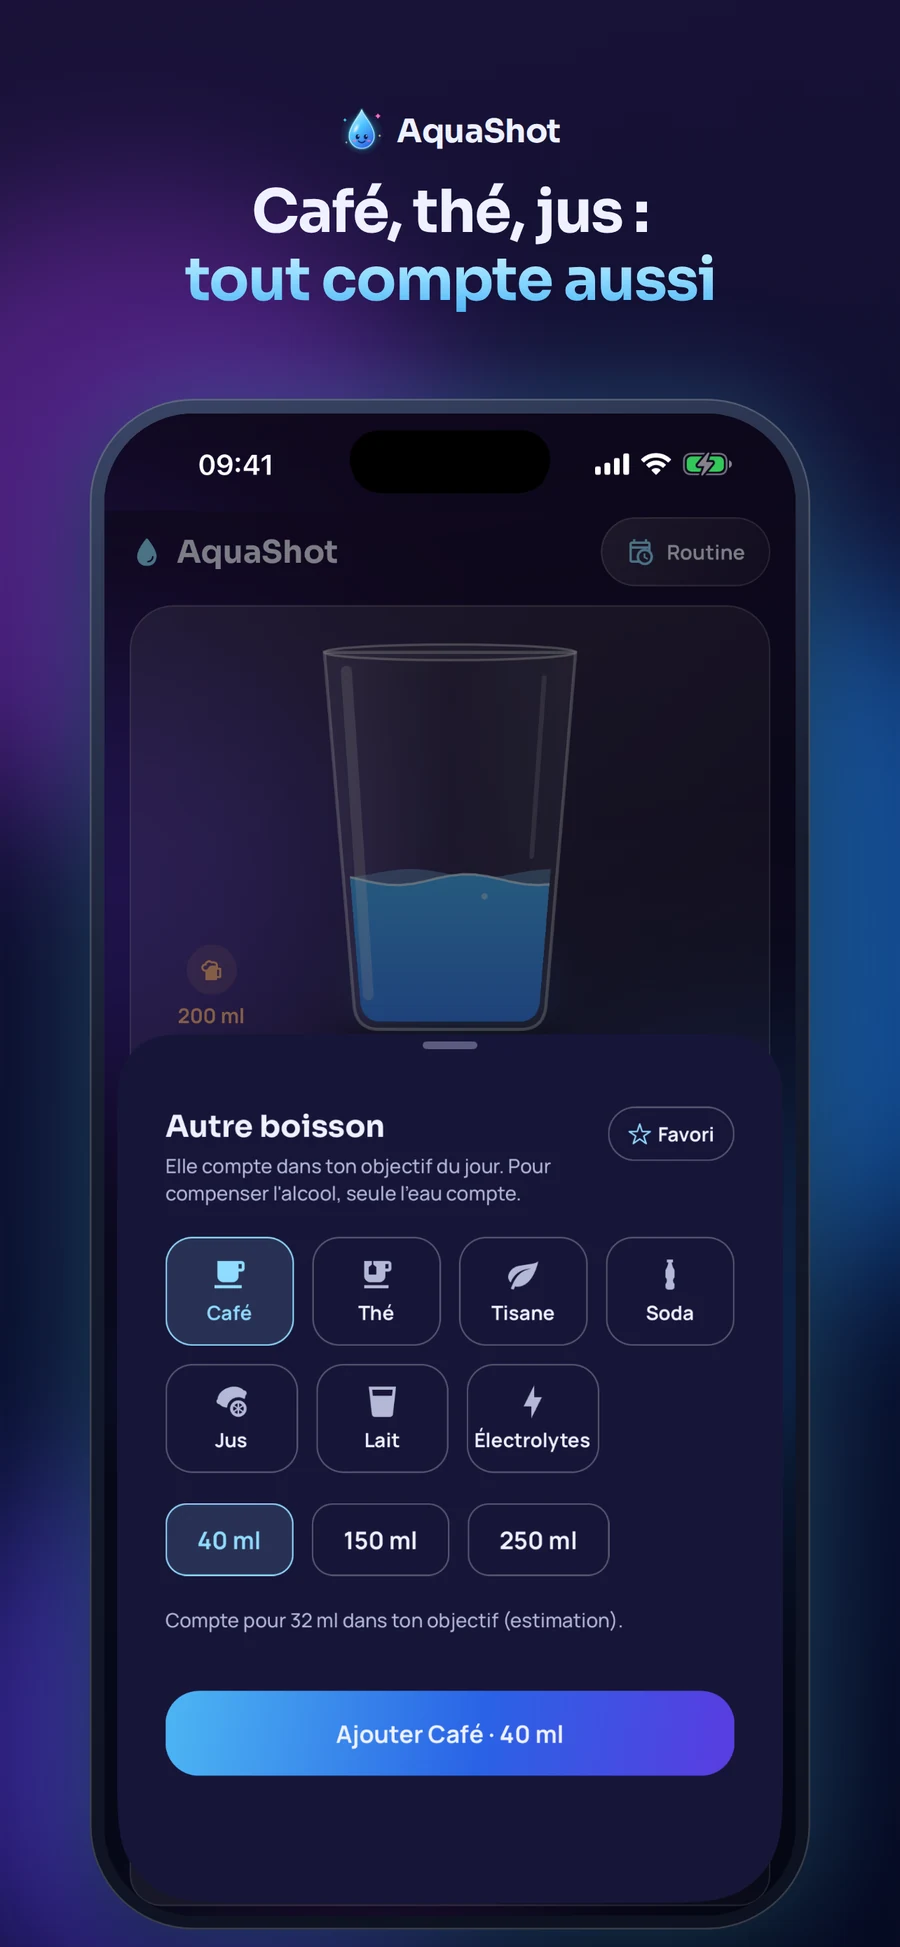 AquaShot
Café, thé, jus :
tout compte aussi
09:41
AquaShot
Routine
200 ml
Autre boisson
Favori
Elle compte dans ton objectif du jour. Pour
compenser l'alcool, seule l'eau compte.
Café
Thé
Tisane
Soda
Jus
Lait
Électrolytes
40 ml
150 ml
250 ml
Compte pour 32 ml dans ton objectif (estimation).
Ajouter Café · 40 ml